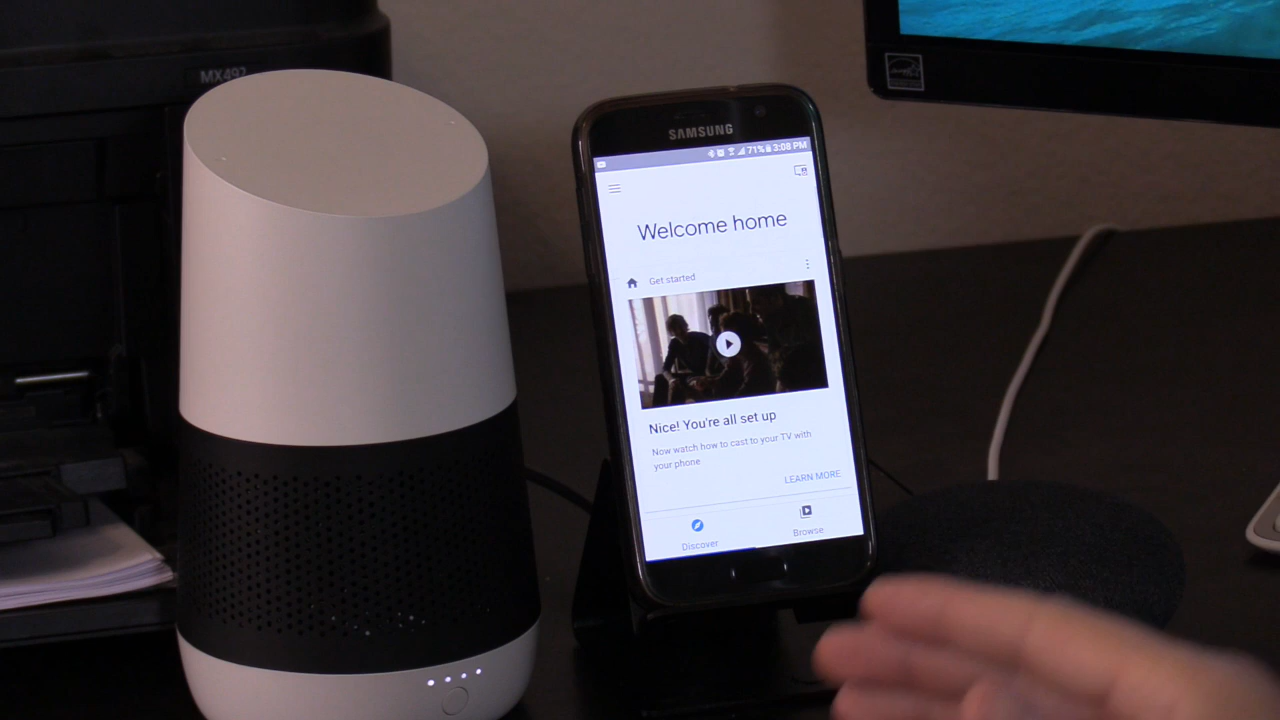 MX492
SAMSUNG
71% 3:08 PM
Welcome home
Get started
Nice! You're all set up
Now watch how to cast to your TV with
your phone
LEARN MORE
Discover
Browse